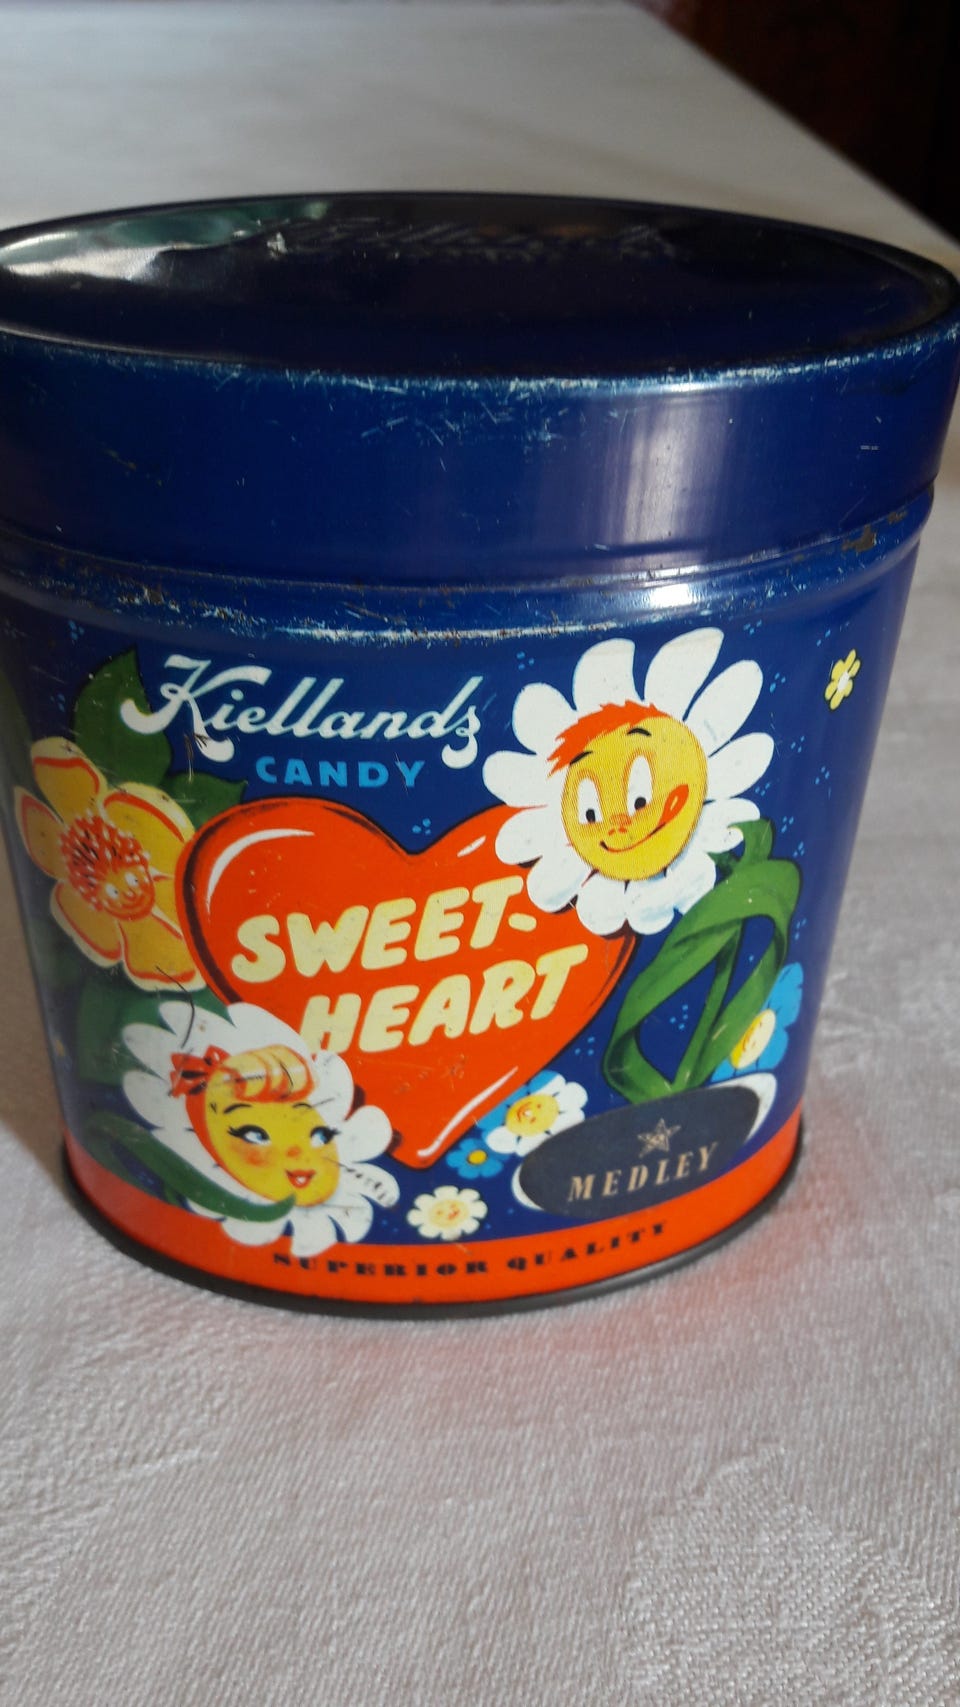 Kiellands
CANDY
SWEET-
HEART
MEDLEY
SUPERIOR QUALITY